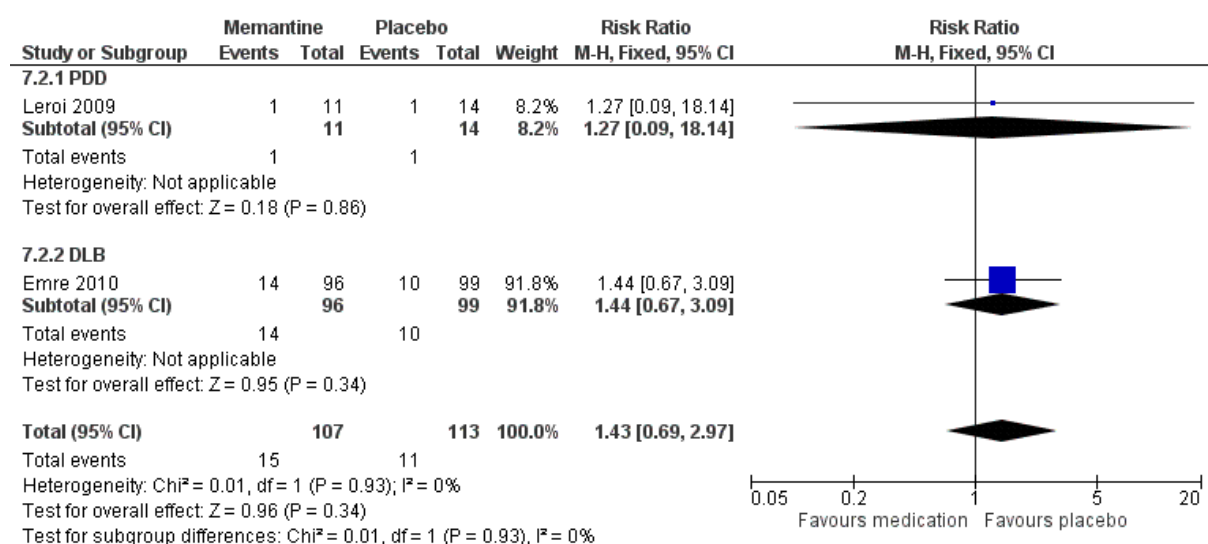 Memantine Placebo Risk Ratio Risk Ratio
Study or Subgroup Events Total Events Total Weight M-H, Fixed, 95% CI M-H, Fixed, 95% CI
7.2.1 PDD
Leroi 2009 1 11 1 14 8.2% 1.27 [0.09, 18.14]
Subtotal (95% CI) 11 14 8.2% 1.27 [0.09, 18.14]
Total events 1 1
Heterogeneity: Not applicable
Test for overall effect: Z = 0.18 (P = 0.86)
7.2.2 DLB
Emre 2010 14 96 10 99 91.8% 1.44 [0.67, 3.09]
Subtotal (95% CI) 96 99 91.8% 1.44 [0.67, 3.09]
Total events 14 10
Heterogeneity: Not applicable
Test for overall effect: Z = 0.95 (P = 0.34)
Total (95% CI) 107 113 100.0% 1.43 [0.69, 2.97]
Total events 15 11
Heterogeneity: Chi² = 0.01, df = 1 (P = 0.93); I² = 0%
Test for overall effect: Z = 0.96 (P = 0.34)
Test for subgroup differences: Chi² = 0.01, df = 1 (P = 0.93), I² = 0%
0.05 0.2 1 5 20
Favours medication Favours placebo